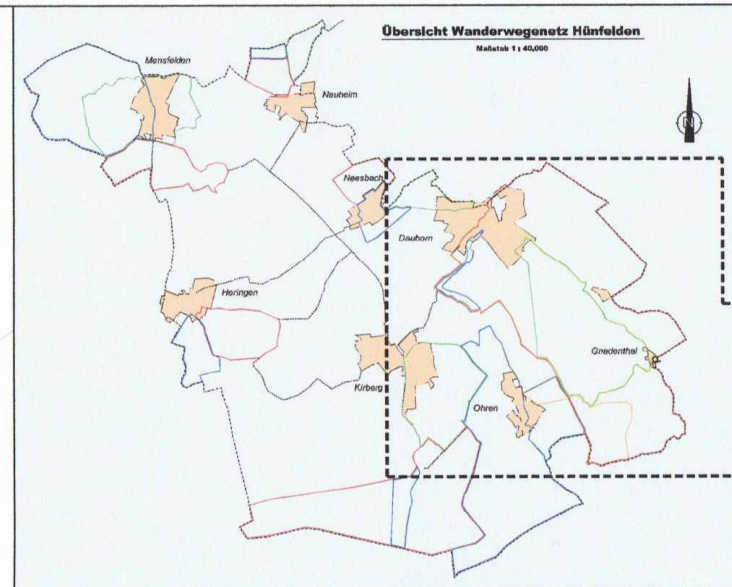 Übersicht Wanderwegenetz Hünfelden
Maßstab 1 : 40.000
Mensfelden
Nauheim
N
Neesbach
Dauborn
Heringen
Gnadenthal
Kirberg
Ohren